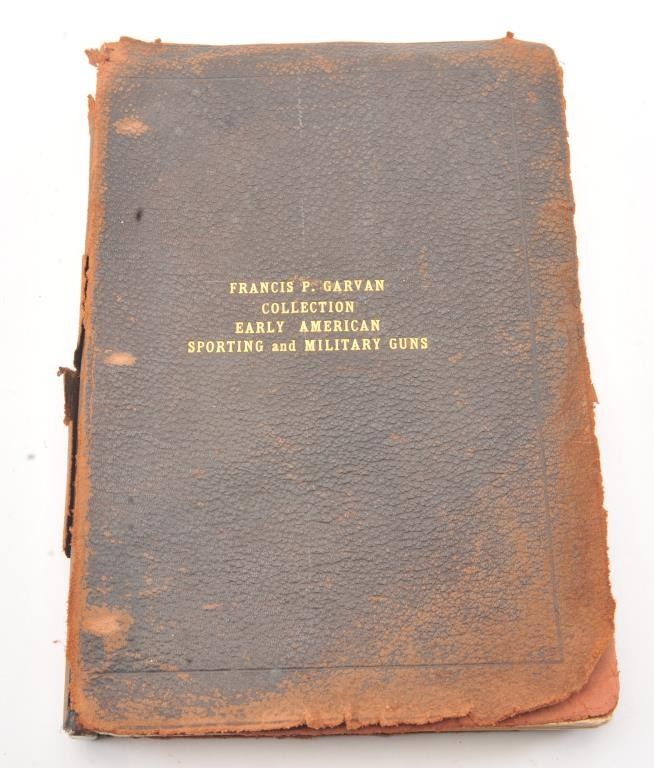 FRANCIS P. GARVAN
COLLECTION
EARLY AMERICAN
SPORTING and MILITARY GUNS